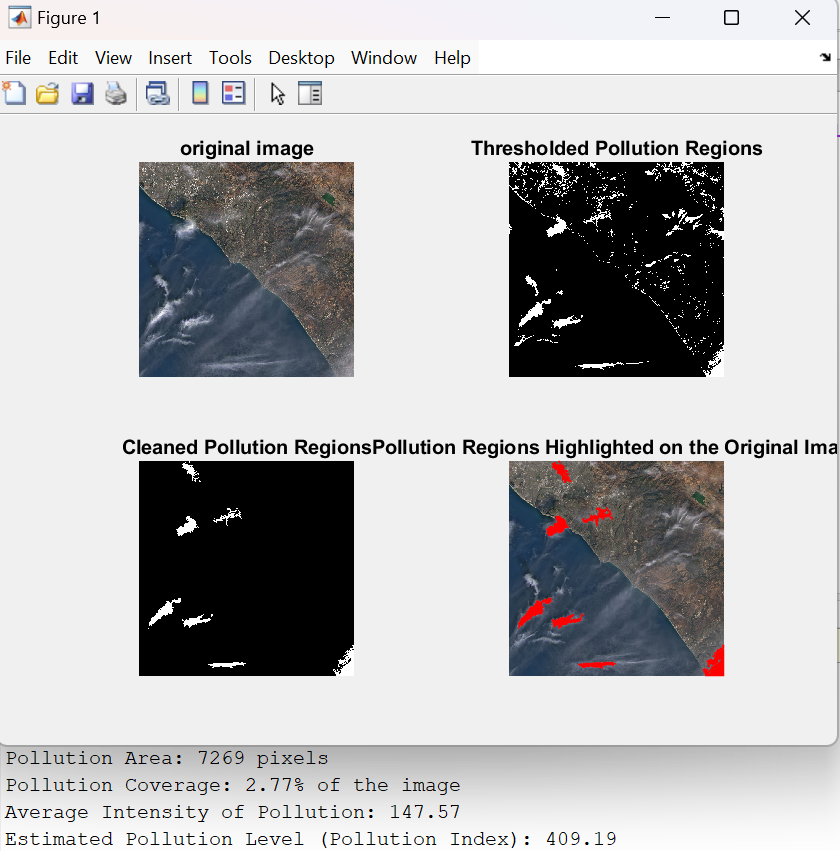 Figure 1
File Edit View Insert Tools Desktop Window Help
original image
Thresholded Pollution Regions
Cleaned Pollution Regions
Pollution Regions Highlighted on the Original Ima
Pollution Area: 7269 pixels
Pollution Coverage: 2.77% of the image
Average Intensity of Pollution: 147.57
Estimated Pollution Level (Pollution Index): 409.19